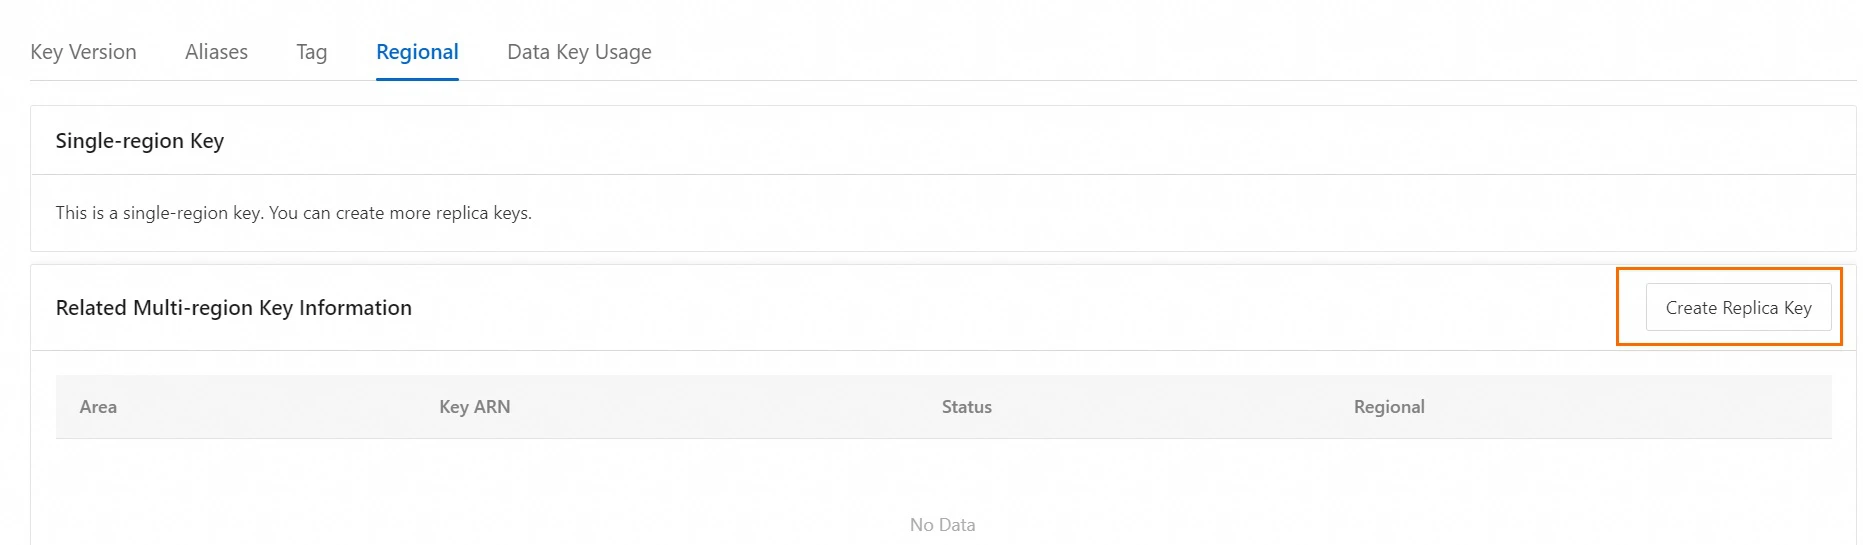 Key Version Aliases Tag Regional Data Key Usage
Single-region Key
This is a single-region key. You can create more replica keys.
Related Multi-region Key Information Create Replica Key
Area Key ARN Status Regional
No Data